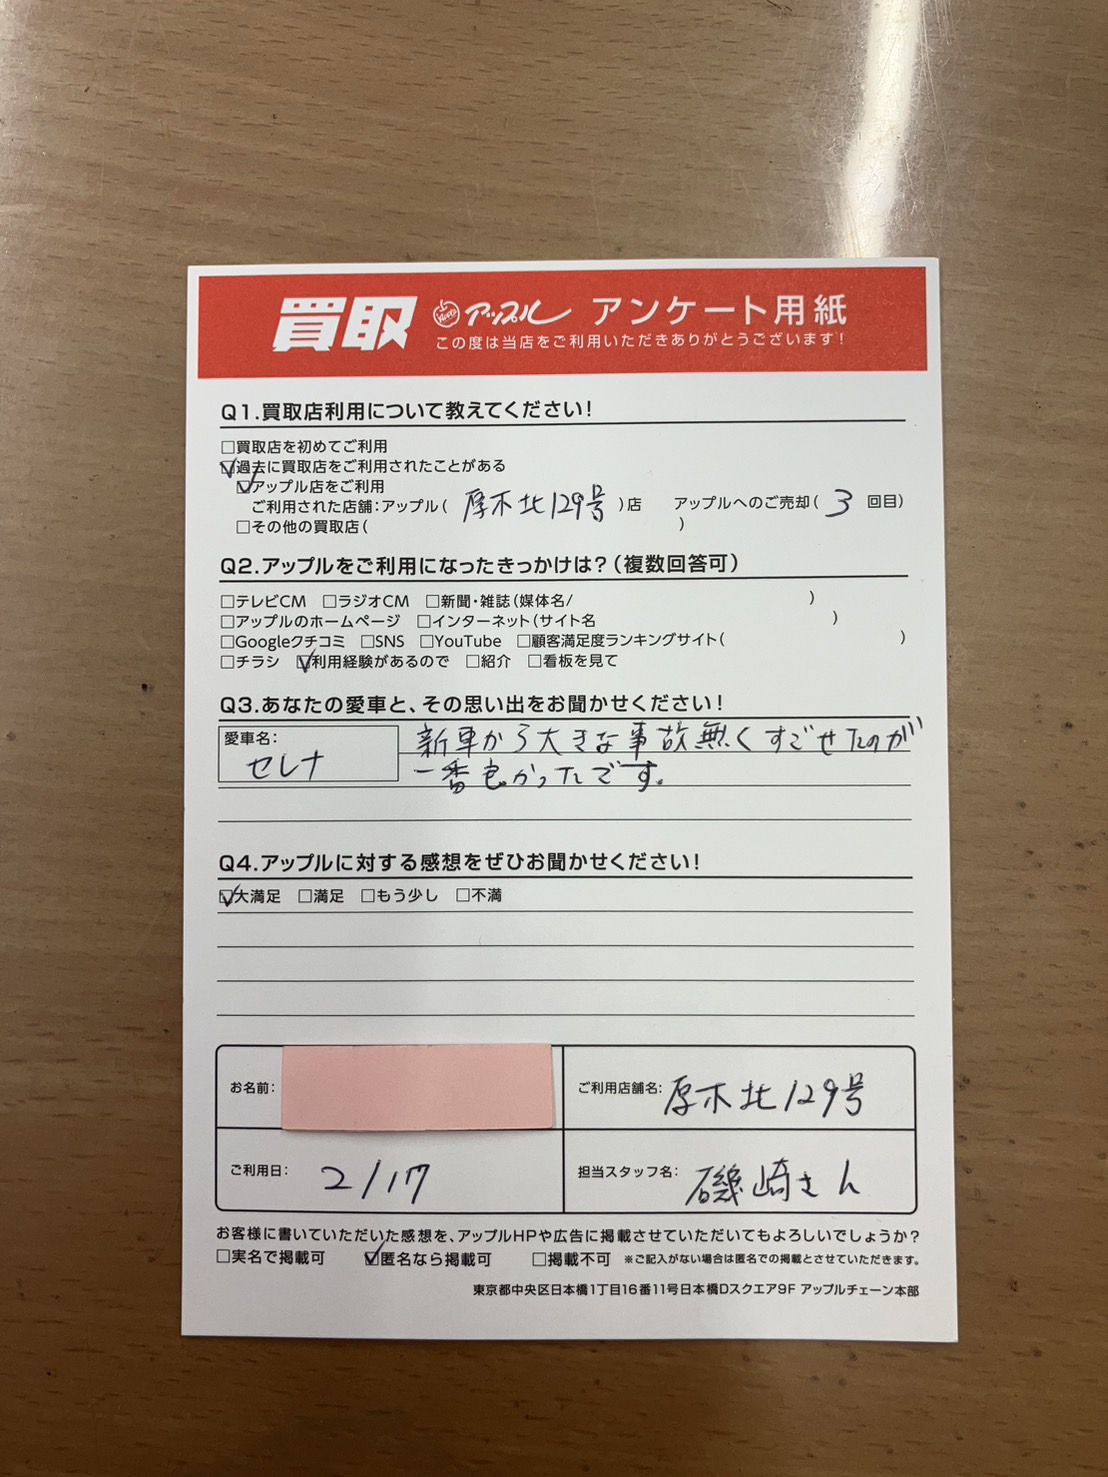 買取 アップル アンケート用紙
この度は当店をご利用いただきありがとうございます！
Q1.買取店利用について教えてください！
□買取店を初めてご利用
☑過去に買取店をご利用されたことがある
☑アップル店をご利用
ご利用された店舗：アップル（ 厚木北129号 ）店 アップルへのご売却（ 3 回目）
□その他の買取店（ ）
Q2.アップルをご利用になったきっかけは？（複数回答可）
□テレビCM □ラジオCM □新聞・雑誌（媒体名/ ）
□アップルのホームページ □インターネット（サイト名 ）
□Googleクチコミ □SNS □YouTube □顧客満足度ランキングサイト（ ）
□チラシ ☑利用経験があるので □紹介 □看板を見て
Q3.あなたの愛車と、その思い出をお聞かせください！
愛車名：
セレナ
新車から大きな事故無くすごせたのが
一番良かったです。
Q4.アップルに対する感想をぜひお聞かせください！
☑大満足 □満足 □もう少し □不満
お名前： ご利用店舗名： 厚木北129号
ご利用日： 2/17 担当スタッフ名： 磯崎さん
お客様に書いていただいた感想を、アップルHPや広告に掲載させていただいてもよろしいでしょうか？
□実名で掲載可 ☑匿名なら掲載可 □掲載不可 ※ご記入がない場合は匿名での掲載とさせていただきます。
東京都中央区日本橋1丁目16番11号日本橋Dスクエア9F アップルチェーン本部